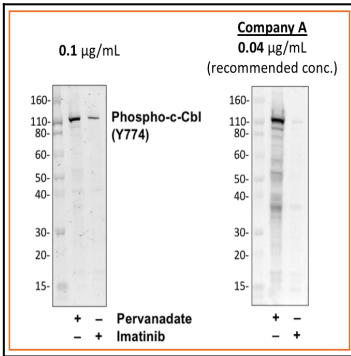 0.1 µg/mL
Company A
0.04 µg/mL
(recommended conc.)
160-
110-
80-
60-
50-
40-
30-
20-
15-
Phospho-c-Cbl
(Y774)
160-
110-
80-
60-
50-
40-
30-
20-
15-
+ – Pervanadate + –
– + Imatinib – +